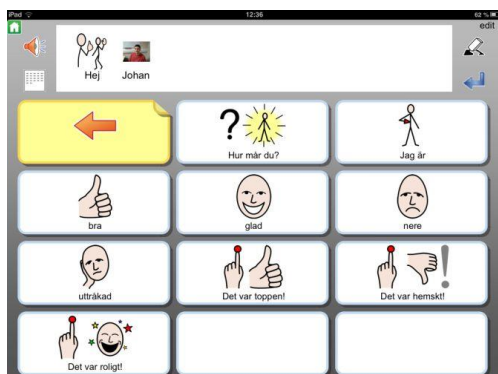 iPad 12:36 62 %
edit
Hej Johan
Hur mår du? Jag är
bra glad nere
uttråkad Det var toppen! Det var hemskt!
Det var roligt!